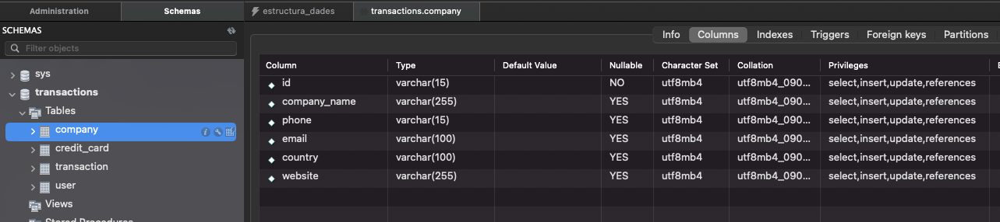 Administration Schemas estructura_dades transactions.company
SCHEMAS
Info Columns Indexes Triggers Foreign keys Partitions
Filter objects
Column Type Default Value Nullable Character Set Collation Privileges
sys
id varchar(15) NO utf8mb4 utf8mb4_090... select,insert,update,references
transactions
company_name varchar(255) YES utf8mb4 utf8mb4_090... select,insert,update,references
Tables
phone varchar(15) YES utf8mb4 utf8mb4_090... select,insert,update,references
company
email varchar(100) YES utf8mb4 utf8mb4_090... select,insert,update,references
credit_card
country varchar(100) YES utf8mb4 utf8mb4_090... select,insert,update,references
transaction
website varchar(255) YES utf8mb4 utf8mb4_090... select,insert,update,references
user
Views
Stored Procedures